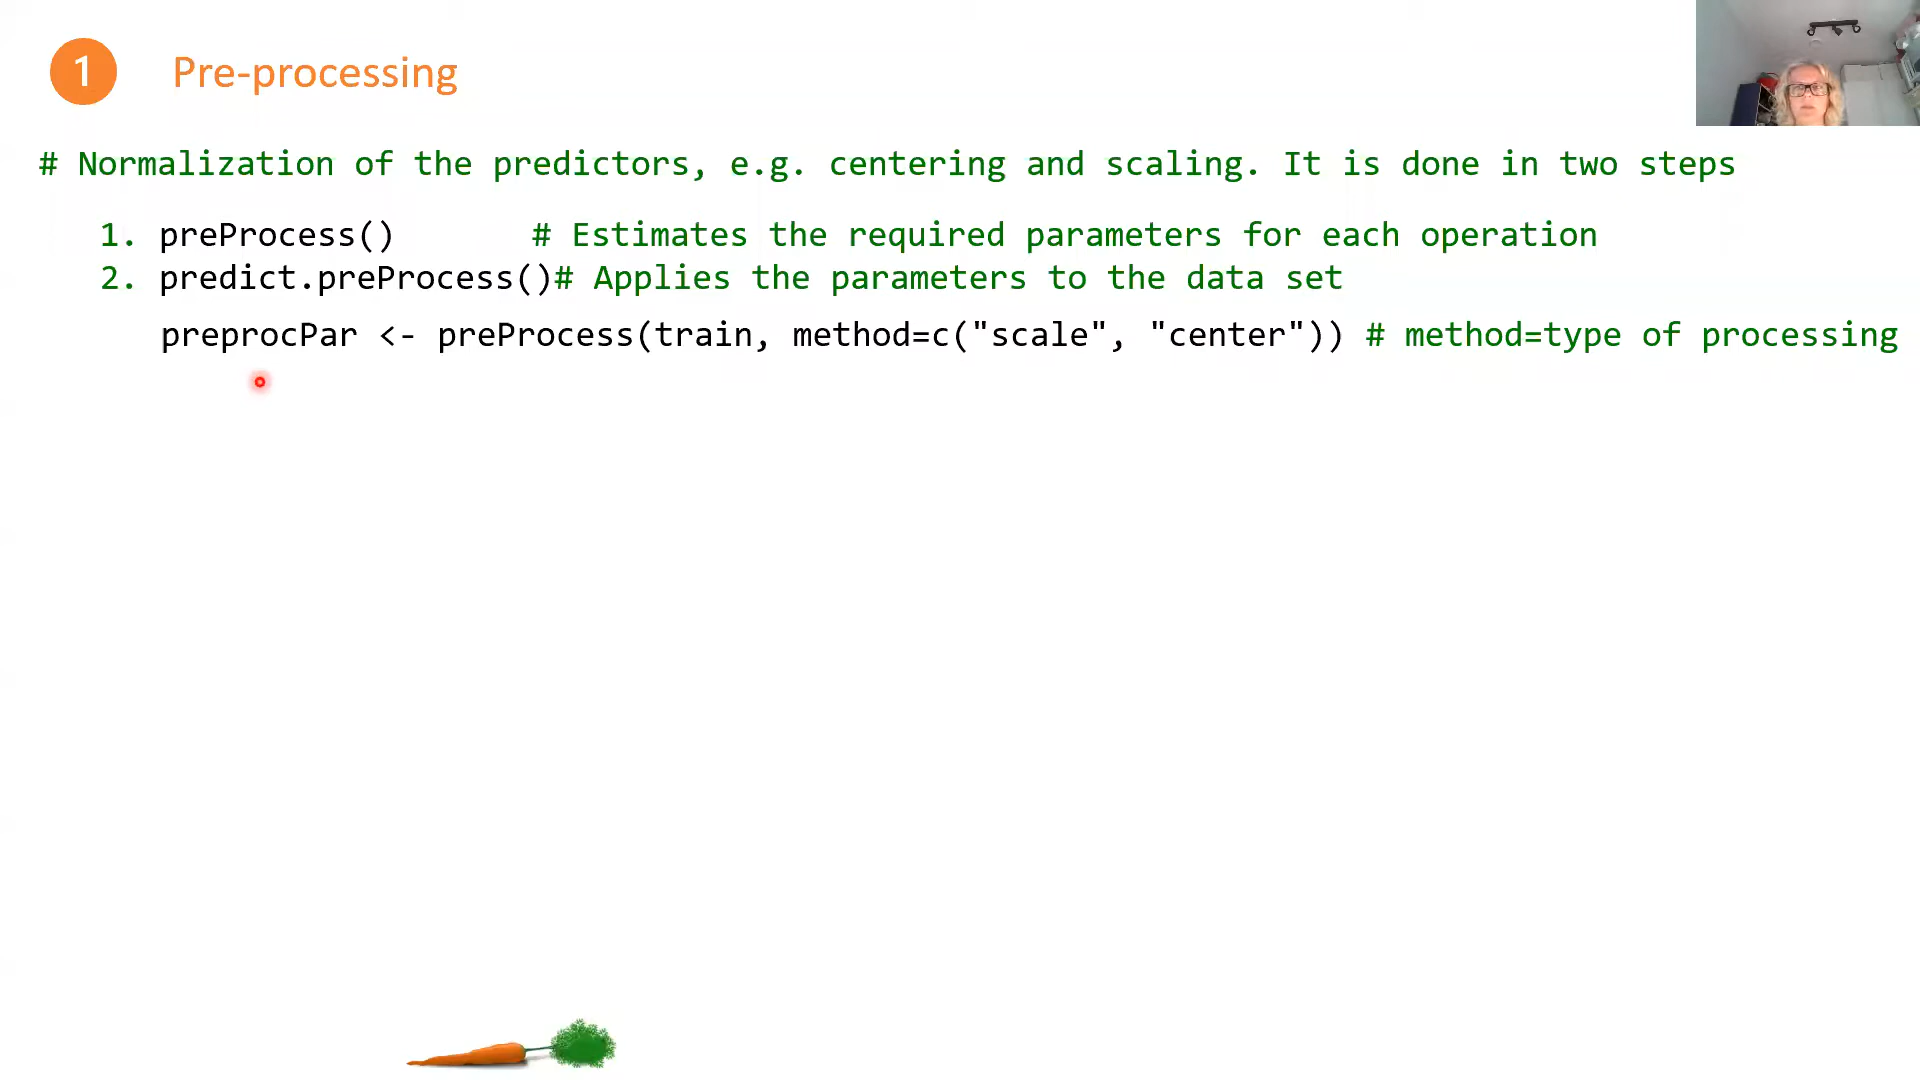 1 Pre-processing
# Normalization of the predictors, e.g. centering and scaling. It is done in two steps
1. preProcess() # Estimates the required parameters for each operation
2. predict.preProcess()# Applies the parameters to the data set
preprocPar <- preProcess(train, method=c("scale", "center")) # method=type of processing